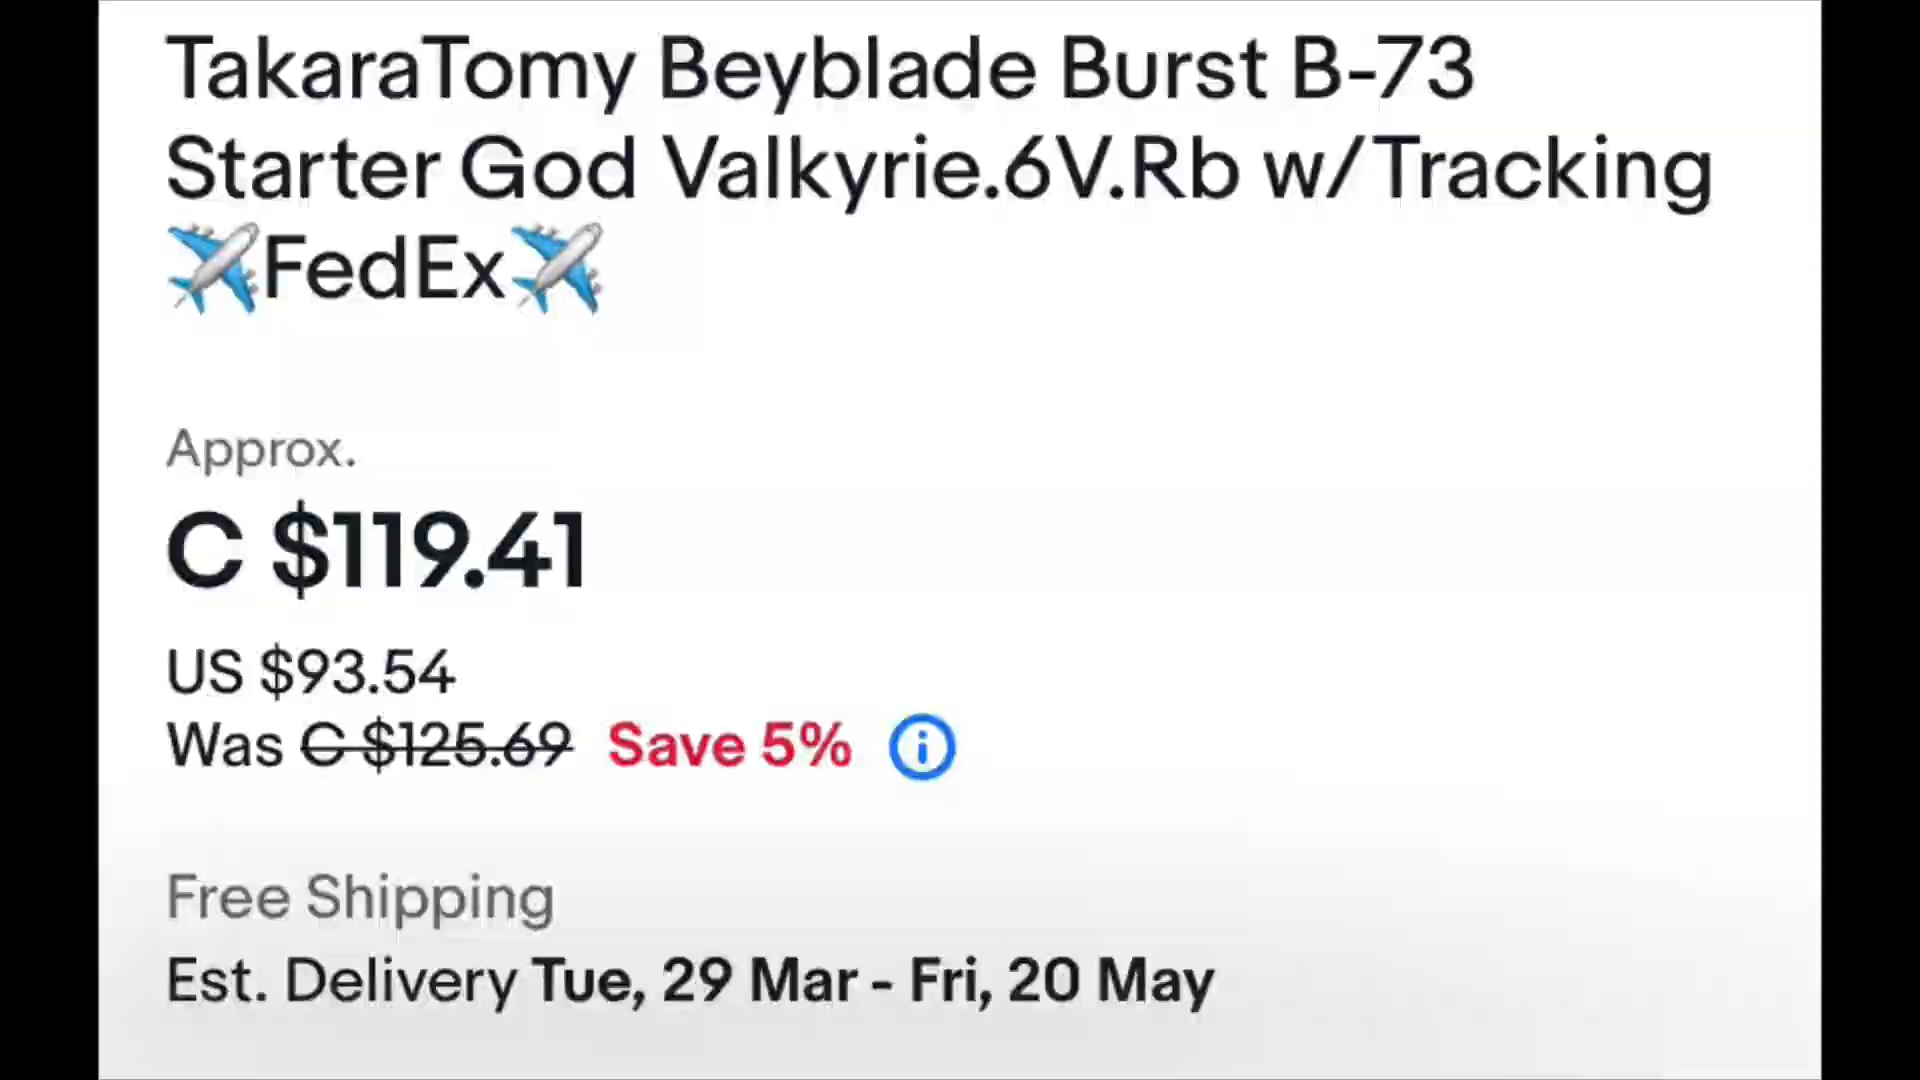 TakaraTomy Beyblade Burst B-73
Starter God Valkyrie.6V.Rb w/Tracking
✈️FedEx✈️
Approx.
C $119.41
US $93.54
Was C $125.69 Save 5%
Free Shipping
Est. Delivery Tue, 29 Mar - Fri, 20 May